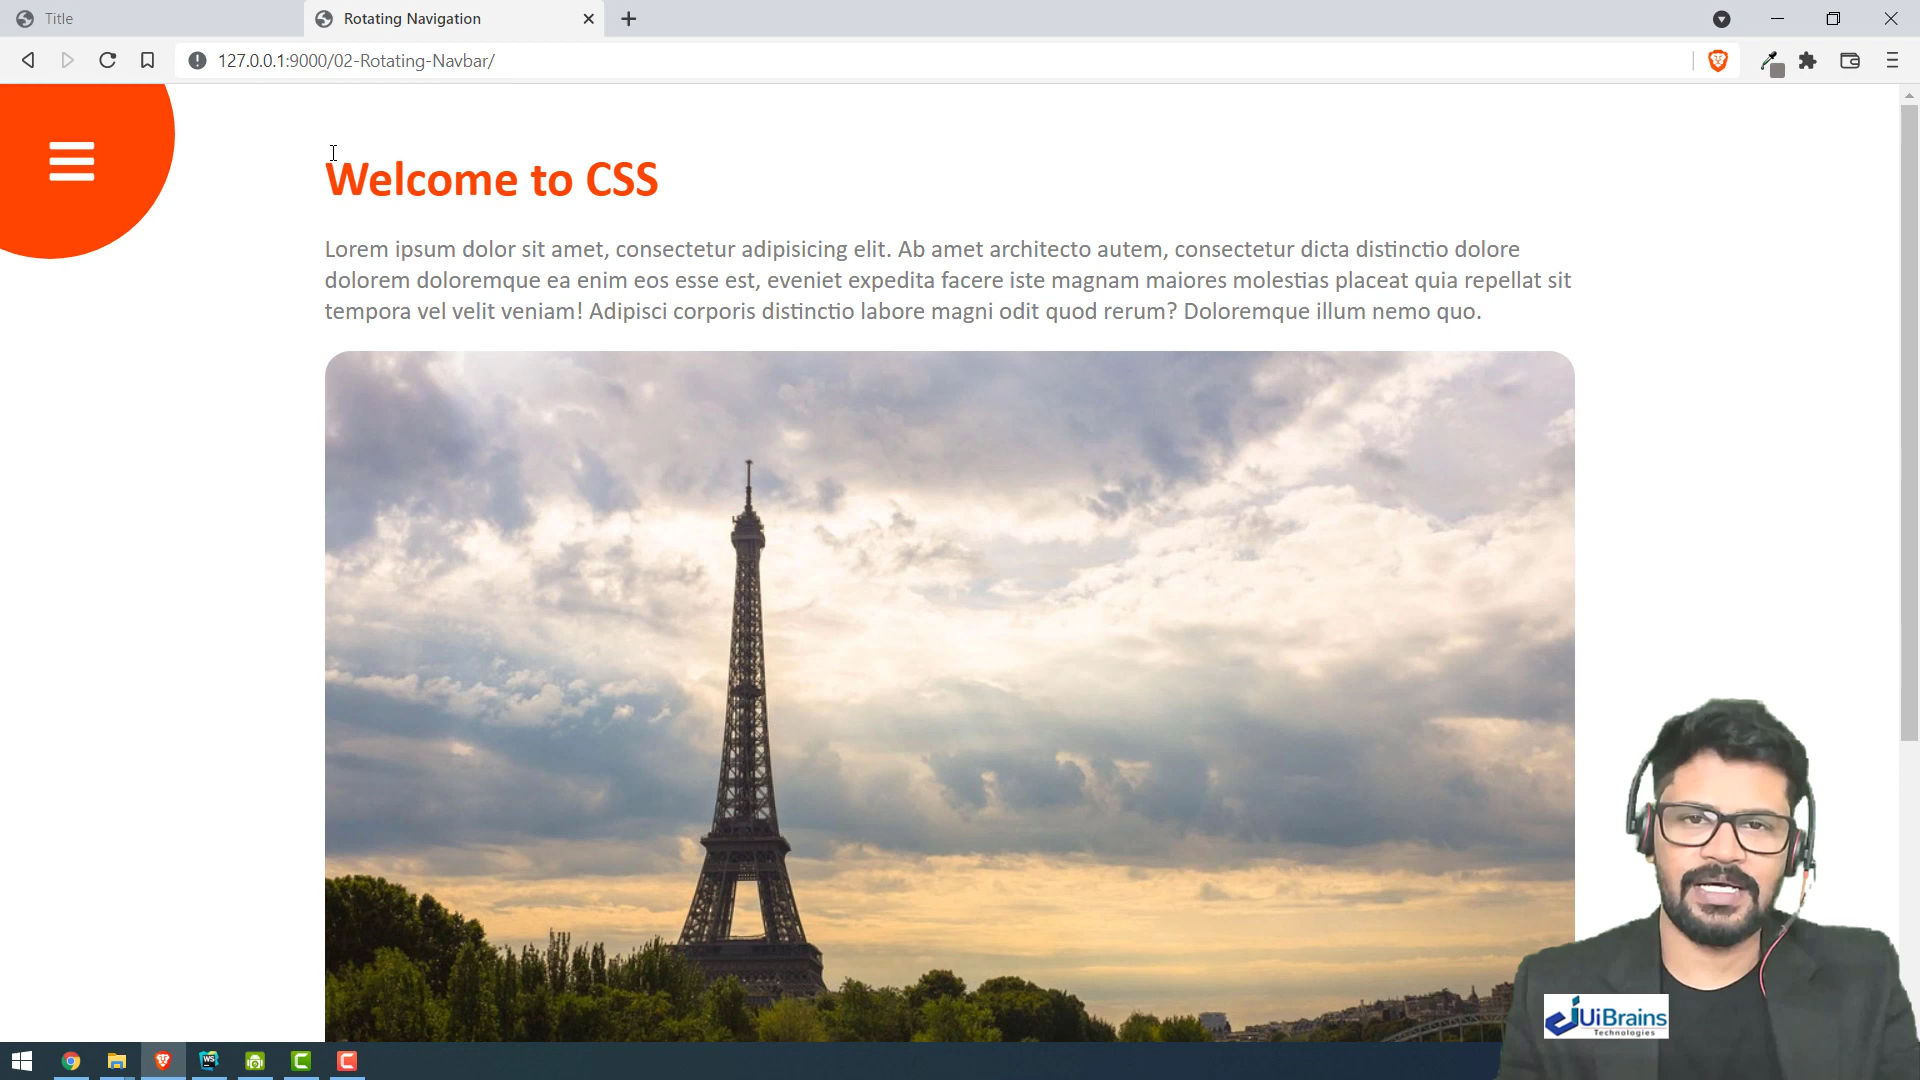 Title
Rotating Navigation
127.0.0.1:9000/02-Rotating-Navbar/
Welcome to CSS
Lorem ipsum dolor sit amet, consectetur adipisicing elit. Ab amet architecto autem, consectetur dicta distinctio dolore
dolorem doloremque ea enim eos esse est, eveniet expedita facere iste magnam maiores molestias placeat quia repellat sit
tempora vel velit veniam! Adipisci corporis distinctio labore magni odit quod rerum? Doloremque illum nemo quo.
UiBrains
Technologies
WS